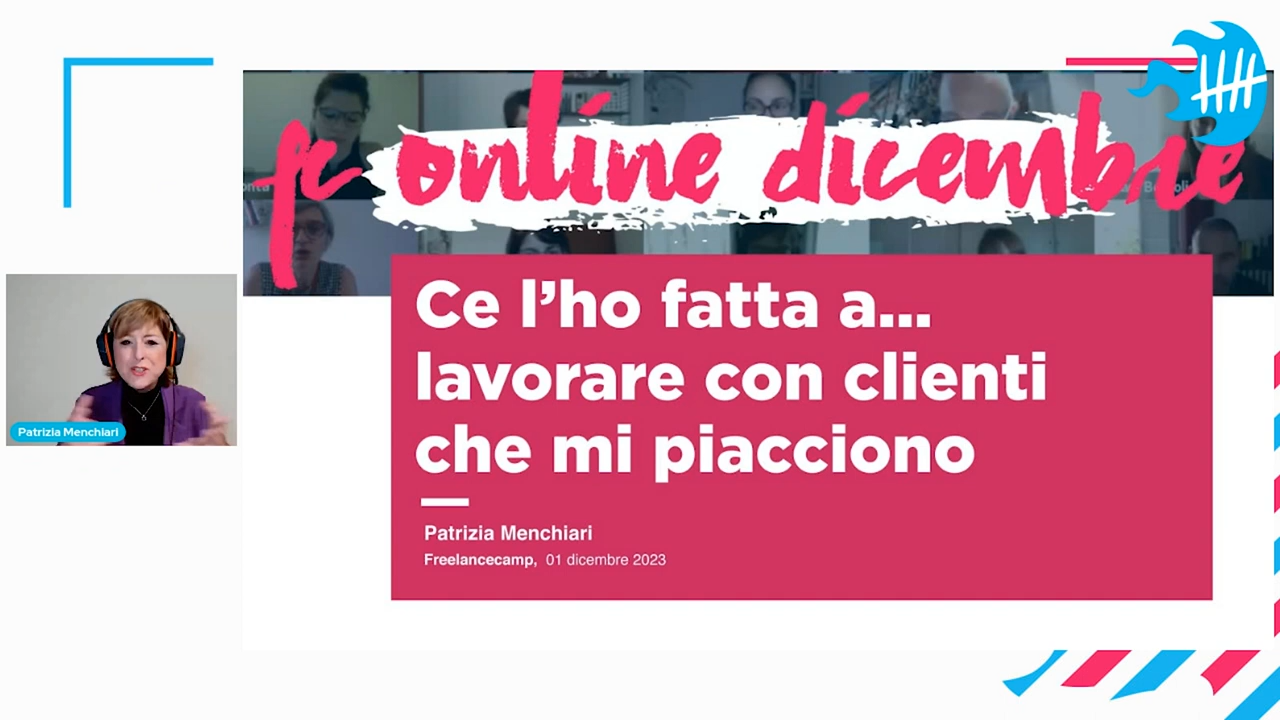 fc online dicembre
Ce l’ho fatta a...
lavorare con clienti
che mi piacciono
Patrizia Menchiari
Freelancecamp, 01 dicembre 2023
Patrizia Menchiari